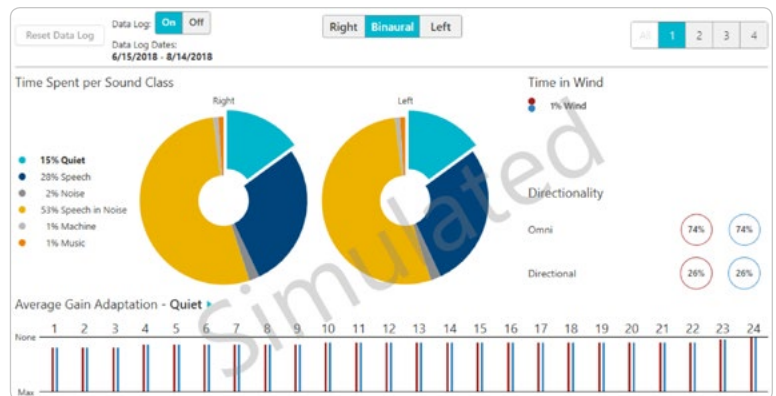 Reset Data Log
Data Log: On Off
Data Log Dates:
6/15/2018 - 8/14/2018
Right Binaural Left
All 1 2 3 4
Time Spent per Sound Class
Right
Left
15% Quiet
28% Speech
2% Noise
53% Speech in Noise
1% Machine
1% Music
Time in Wind
1% Wind
Directionality
Omni 74% 74%
Directional 26% 26%
Simulated
Average Gain Adaptation - Quiet
1 2 3 4 5 6 7 8 9 10 11 12 13 14 15 16 17 18 19 20 21 22 23 24
None
Max